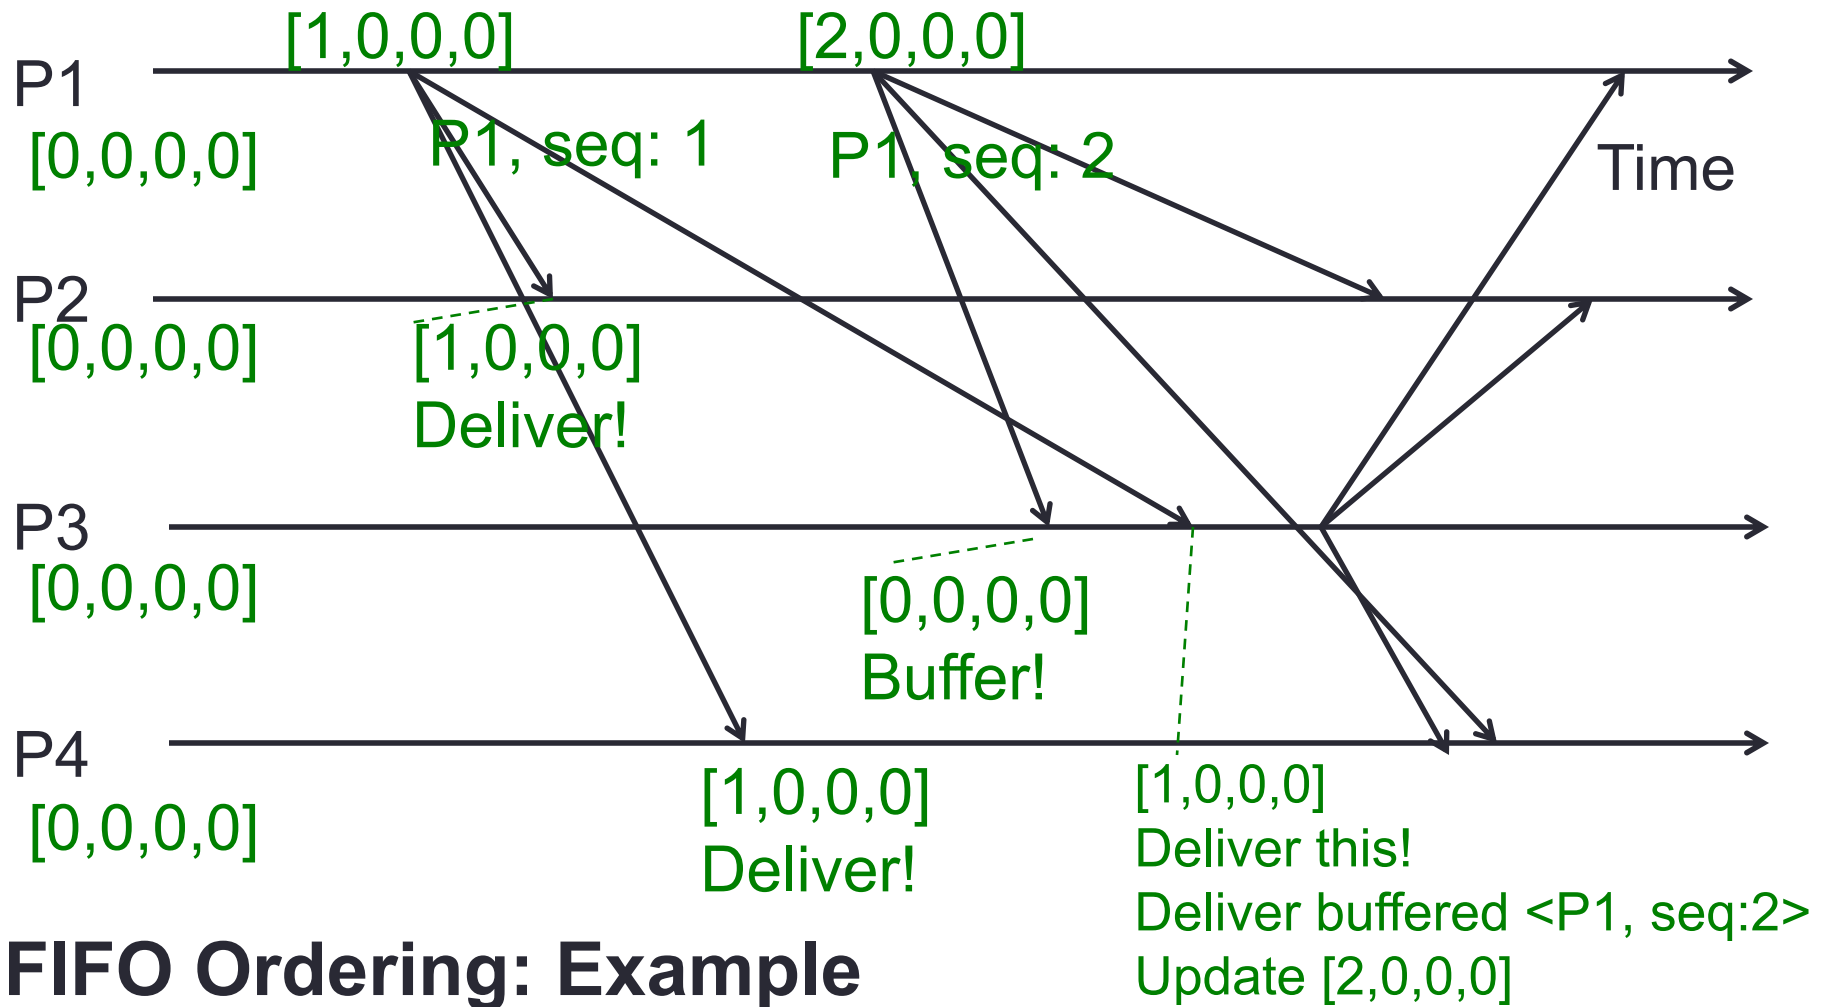 [1,0,0,0]
[2,0,0,0]
P1
[0,0,0,0]
P1, seq: 1
P1, seq: 2
Time
P2
[0,0,0,0]
[1,0,0,0]
Deliver!
P3
[0,0,0,0]
[0,0,0,0]
Buffer!
P4
[0,0,0,0]
[1,0,0,0]
Deliver!
[1,0,0,0]
Deliver this!
Deliver buffered <P1, seq:2>
Update [2,0,0,0]
FIFO Ordering: Example